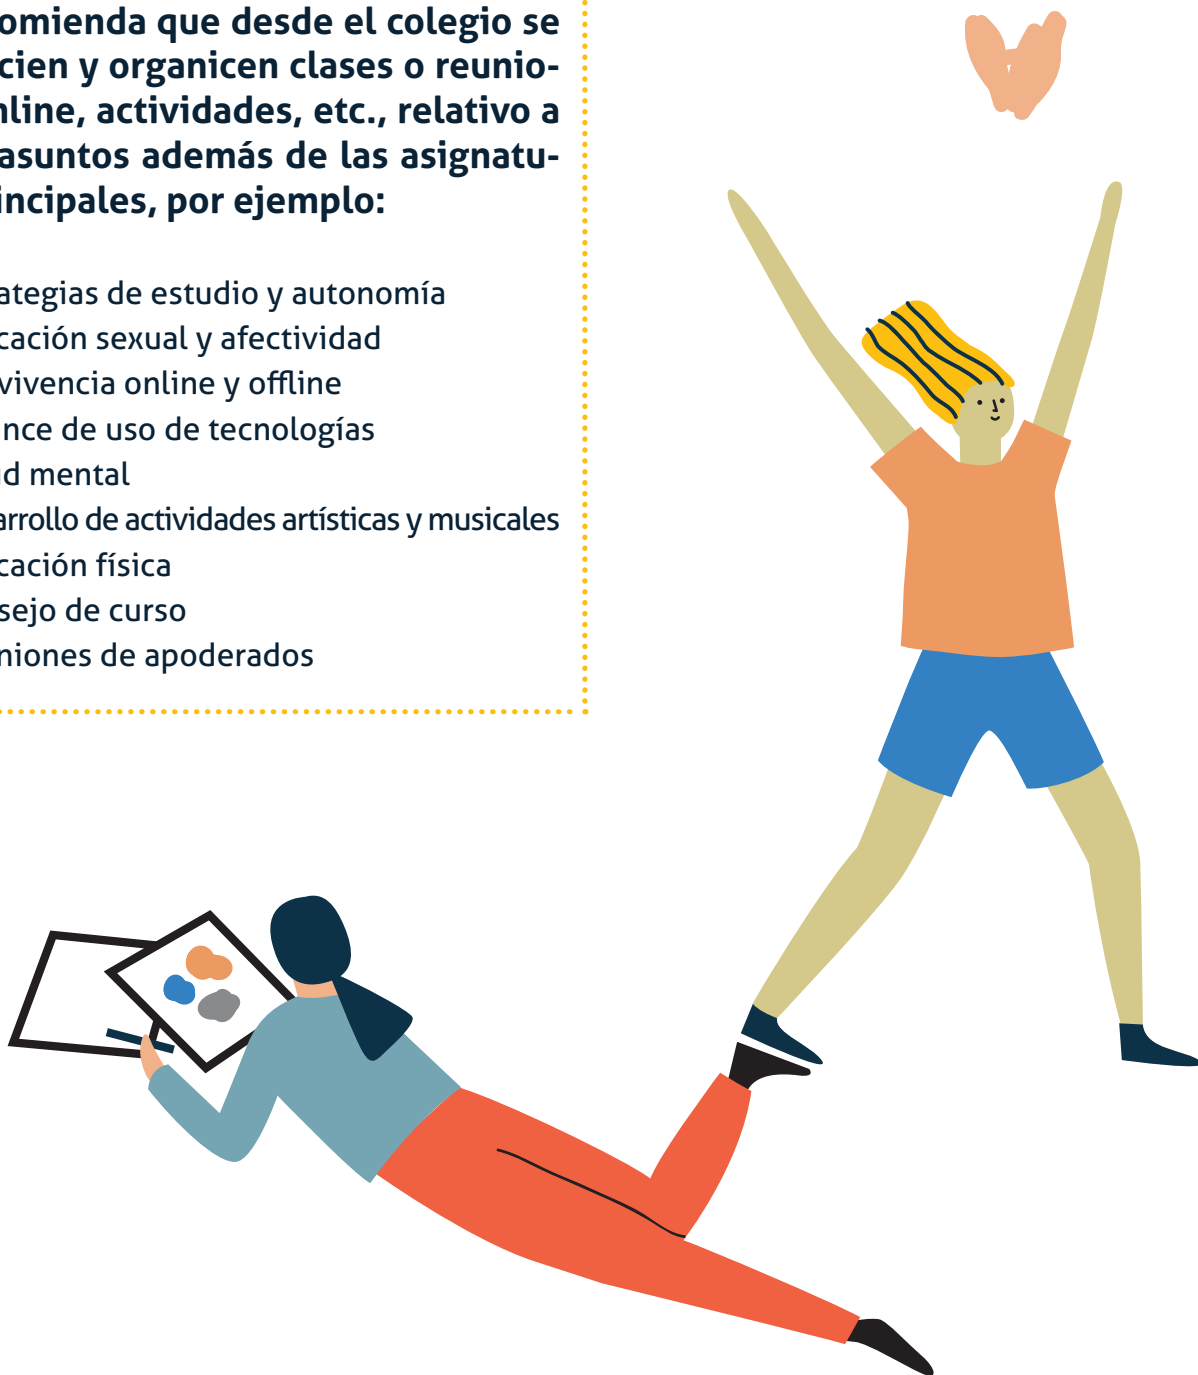 omienda que desde el colegio se
cien y organicen clases o reunio-
nline, actividades, etc., relativo a
asuntos además de las asignatu-
incipales, por ejemplo:
ategias de estudio y autonomía
cación sexual y afectividad
vivencia online y offline
nce de uso de tecnologías
d mental
arrollo de actividades artísticas y musicales
cación física
sejo de curso
niones de apoderados